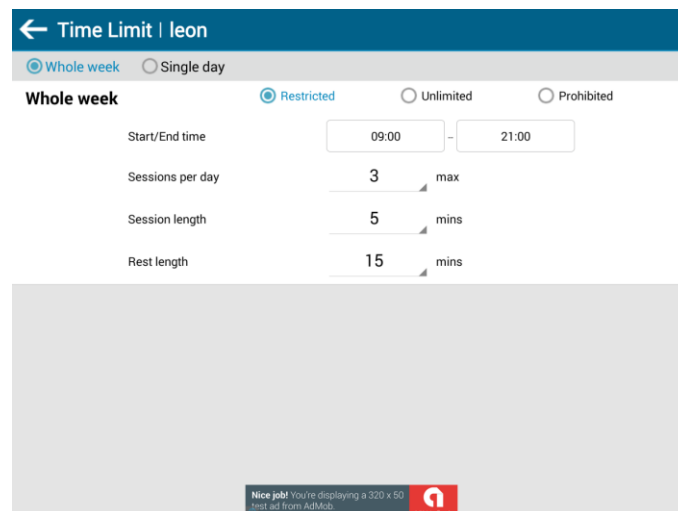 Time Limit | leon
Whole week Single day
Whole week Restricted Unlimited Prohibited
Start/End time 09:00 – 21:00
Sessions per day 3 max
Session length 5 mins
Rest length 15 mins
Nice job! You're displaying a 320 x 50
test ad from AdMob.